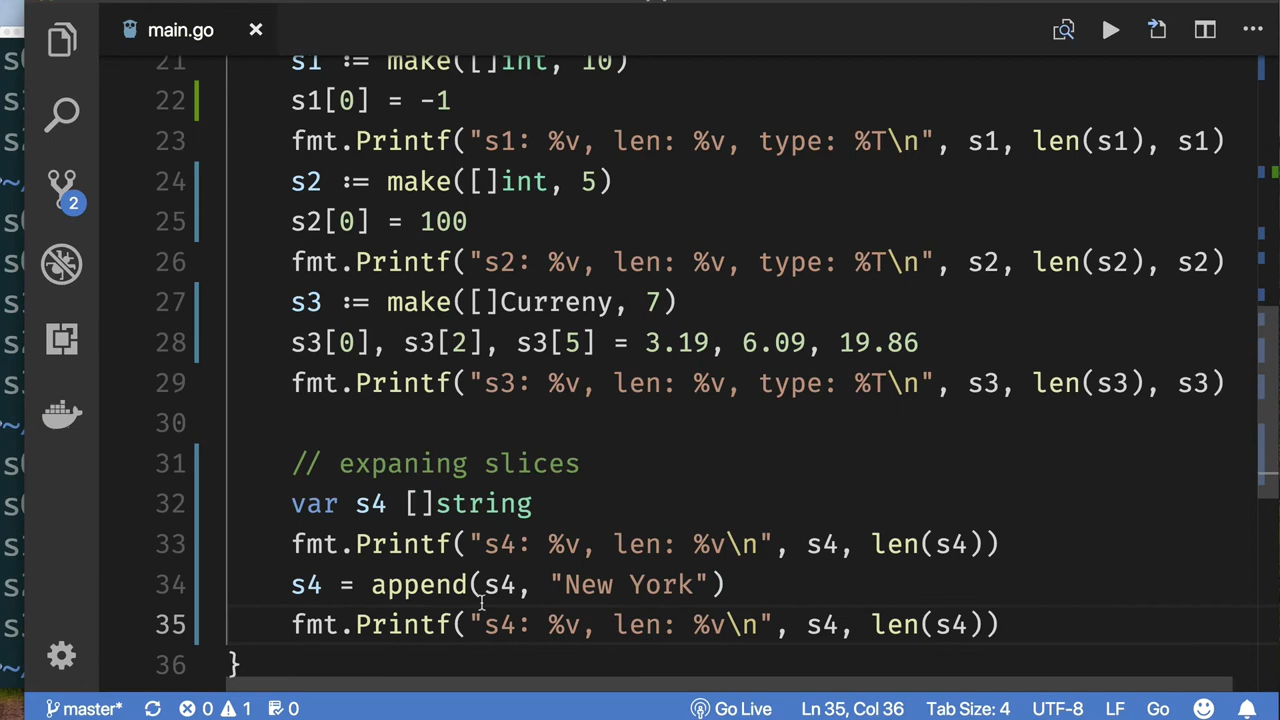 main.go
21 s1 := make([]int, 10)
22 s1[0] = -1
23 fmt.Printf("s1: %v, len: %v, type: %T\n", s1, len(s1), s1)
24 s2 := make([]int, 5)
25 s2[0] = 100
26 fmt.Printf("s2: %v, len: %v, type: %T\n", s2, len(s2), s2)
27 s3 := make([]Curreny, 7)
28 s3[0], s3[2], s3[5] = 3.19, 6.09, 19.86
29 fmt.Printf("s3: %v, len: %v, type: %T\n", s3, len(s3), s3)
30
31 // expaning slices
32 var s4 []string
33 fmt.Printf("s4: %v, len: %v\n", s4, len(s4))
34 s4 = append(s4, "New York")
35 fmt.Printf("s4: %v, len: %v\n", s4, len(s4))
36 }
2
master* 0 1 0 Go Live Ln 35, Col 36 Tab Size: 4 UTF-8 LF Go